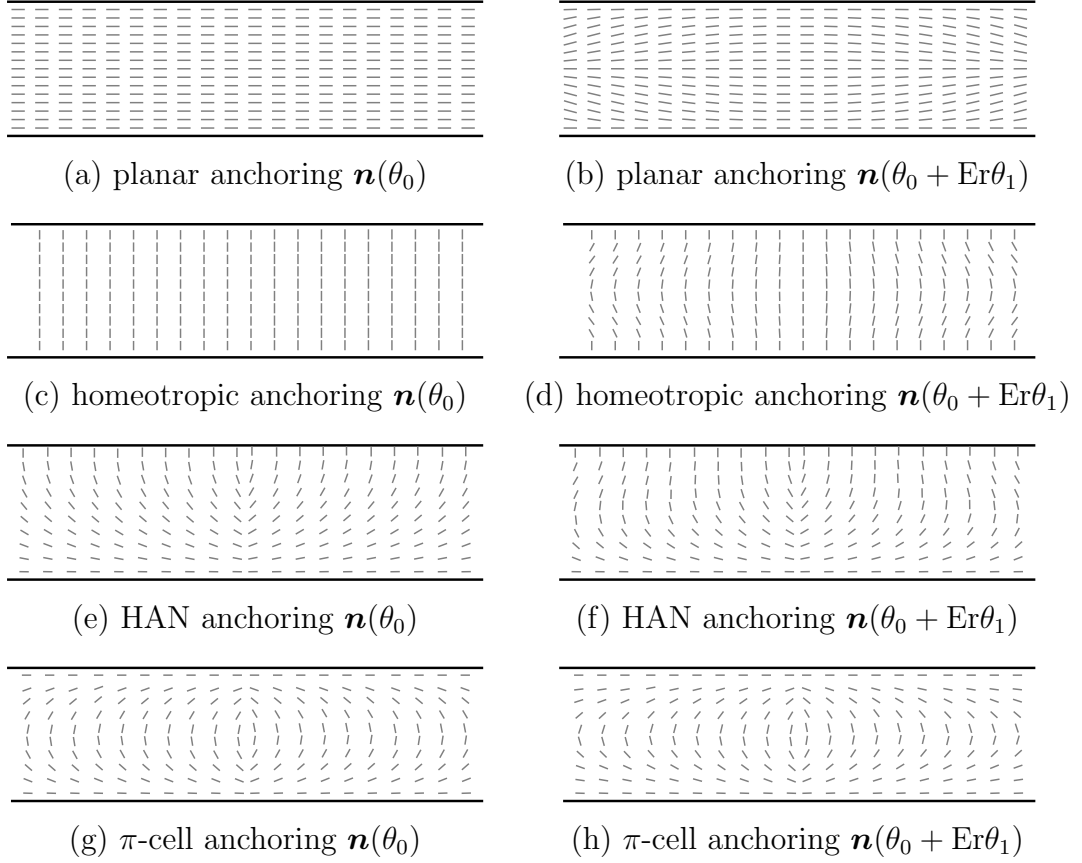 (a) planar anchoring n(θ₀)
(b) planar anchoring n(θ₀ + Erθ₁)
(c) homeotropic anchoring n(θ₀)
(d) homeotropic anchoring n(θ₀ + Erθ₁)
(e) HAN anchoring n(θ₀)
(f) HAN anchoring n(θ₀ + Erθ₁)
(g) π-cell anchoring n(θ₀)
(h) π-cell anchoring n(θ₀ + Erθ₁)